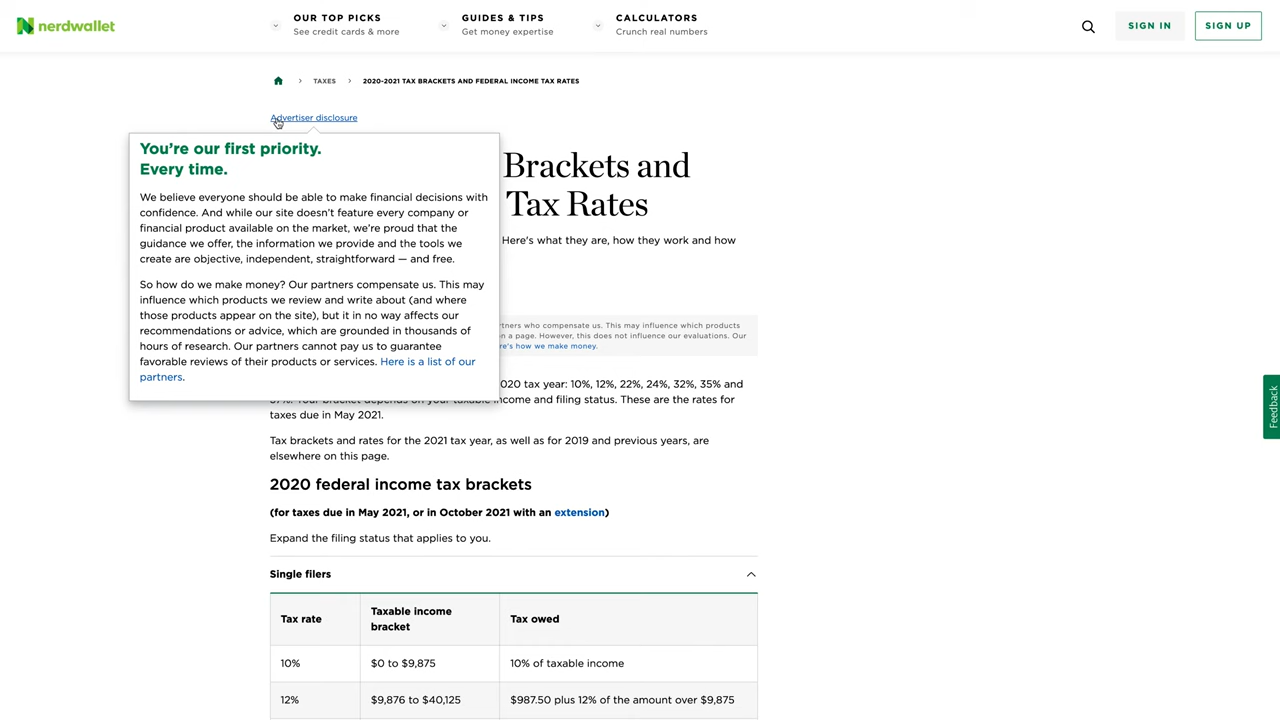 nerdwallet
OUR TOP PICKS
See credit cards & more
GUIDES & TIPS
Get money expertise
CALCULATORS
Crunch real numbers
SIGN IN
SIGN UP
TAXES
2020-2021 TAX BRACKETS AND FEDERAL INCOME TAX RATES
Advertiser disclosure
You're our first priority.
Every time.
We believe everyone should be able to make financial decisions with
confidence. And while our site doesn't feature every company or
financial product available on the market, we're proud that the
guidance we offer, the information we provide and the tools we
create are objective, independent, straightforward — and free.
So how do we make money? Our partners compensate us. This may
influence which products we review and write about (and where
those products appear on the site), but it in no way affects our
recommendations or advice, which are grounded in thousands of
hours of research. Our partners cannot pay us to guarantee
favorable reviews of their products or services. Here is a list of our
partners.
Brackets and
Tax Rates
Here's what they are, how they work and how
who compensate us. This may influence which products
on a page. However, this does not influence our evaluations. Our
how we make money.
tax year: 10%, 12%, 22%, 24%, 32%, 35% and
and filing status. These are the rates for
taxes due in May 2021.
Tax brackets and rates for the 2021 tax year, as well as for 2019 and previous years, are
elsewhere on this page.
2020 federal income tax brackets
(for taxes due in May 2021, or in October 2021 with an extension)
Expand the filing status that applies to you.
Single filers
Tax rate
Taxable income
bracket
Tax owed
10%
$0 to $9,875
10% of taxable income
12%
$9,876 to $40,125
$987.50 plus 12% of the amount over $9,875
Feedback